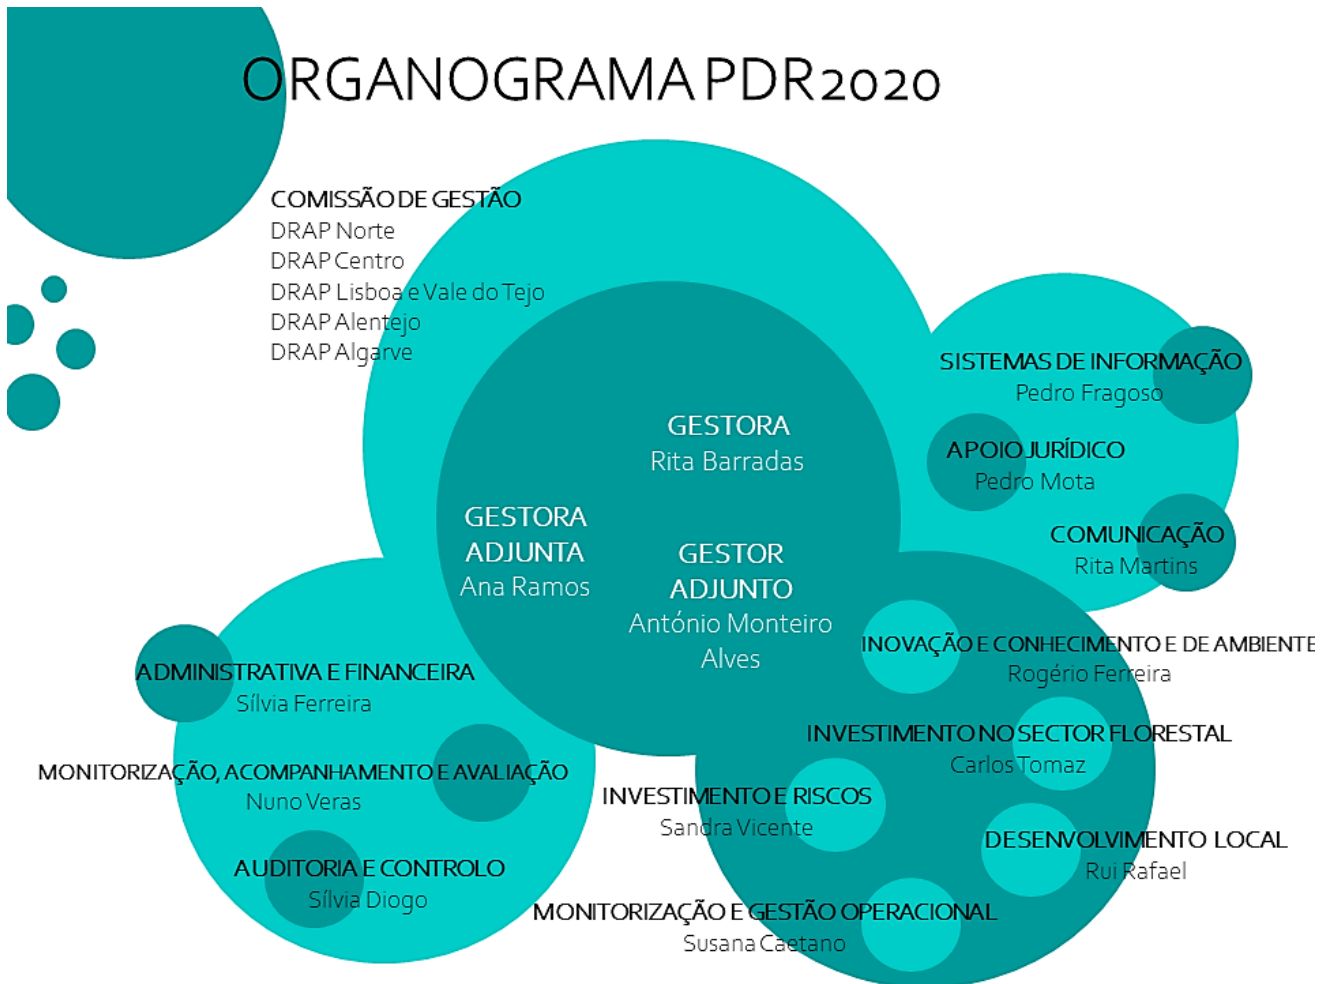 ORGANOGRAMA PDR2020
COMISSÃO DE GESTÃO
DRAP Norte
DRAP Centro
DRAP Lisboa e Vale do Tejo
DRAP Alentejo
DRAP Algarve
GESTORA
Rita Barradas
GESTORA
ADJUNTA
Ana Ramos
GESTOR
ADJUNTO
António Monteiro
Alves
SISTEMAS DE INFORMAÇÃO
Pedro Fragoso
APOIO JURÍDICO
Pedro Mota
COMUNICAÇÃO
Rita Martins
ADMINISTRATIVA E FINANCEIRA
Sílvia Ferreira
MONITORIZAÇÃO, ACOMPANHAMENTO E AVALIAÇÃO
Nuno Veras
AUDITORIA E CONTROLO
Sílvia Diogo
INOVAÇÃO E CONHECIMENTO E DE AMBIENTE
Rogério Ferreira
INVESTIMENTO NO SECTOR FLORESTAL
Carlos Tomaz
INVESTIMENTO E RISCOS
Sandra Vicente
DESENVOLVIMENTO LOCAL
Rui Rafael
MONITORIZAÇÃO E GESTÃO OPERACIONAL
Susana Caetano